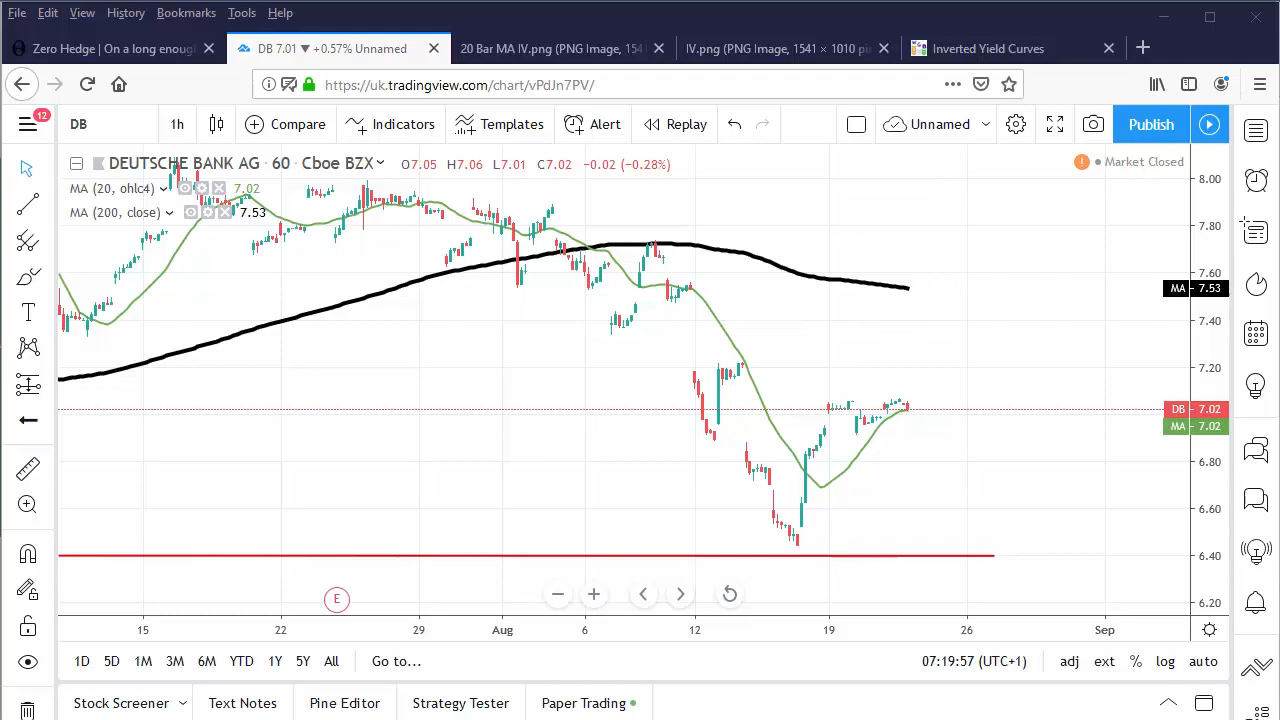 File Edit View History Bookmarks Tools Help
Zero Hedge | On a long enoug
DB 7.01 ▼ +0.57% Unnamed
20 Bar MA IV.png (PNG Image, 154
IV.png (PNG Image, 1541 × 1010 pi
Inverted Yield Curves
https://uk.tradingview.com/chart/vPdJn7PV/
12
DB 1h Compare Indicators Templates Alert Replay Unnamed Publish
DEUTSCHE BANK AG · 60 · Cboe BZX O7.05 H7.06 L7.01 C7.02 −0.02 (−0.28%)
Market Closed
MA (20, ohlc4) 7.02
MA (200, close) 7.53
8.00
7.80
7.60
MA 7.53
7.40
7.20
DB 7.02
MA 7.02
6.80
6.60
6.40
6.20
E
15 22 29 Aug 6 12 19 26 Sep
1D 5D 1M 3M 6M YTD 1Y 5Y All Go to... 07:19:57 (UTC+1) adj ext % log auto
Stock Screener Text Notes Pine Editor Strategy Tester Paper Trading